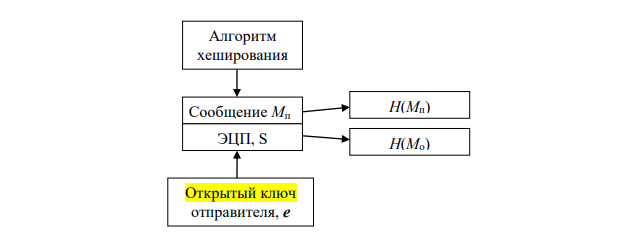 Алгоритм
хеширования
Сообщение Mп
H(Mп)
ЭЦП, S
H(Mо)
Открытый ключ
отправителя, e